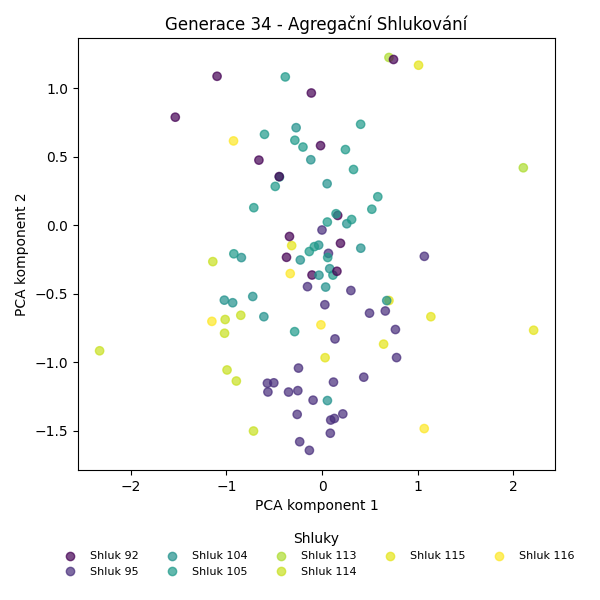 Generace 34 - Agregační Shlukování
PCA komponent 2
1.0
0.5
0.0
−0.5
−1.0
−1.5
−2
−1
0
1
2
PCA komponent 1
Shluky
Shluk 92
Shluk 104
Shluk 113
Shluk 115
Shluk 116
Shluk 95
Shluk 105
Shluk 114